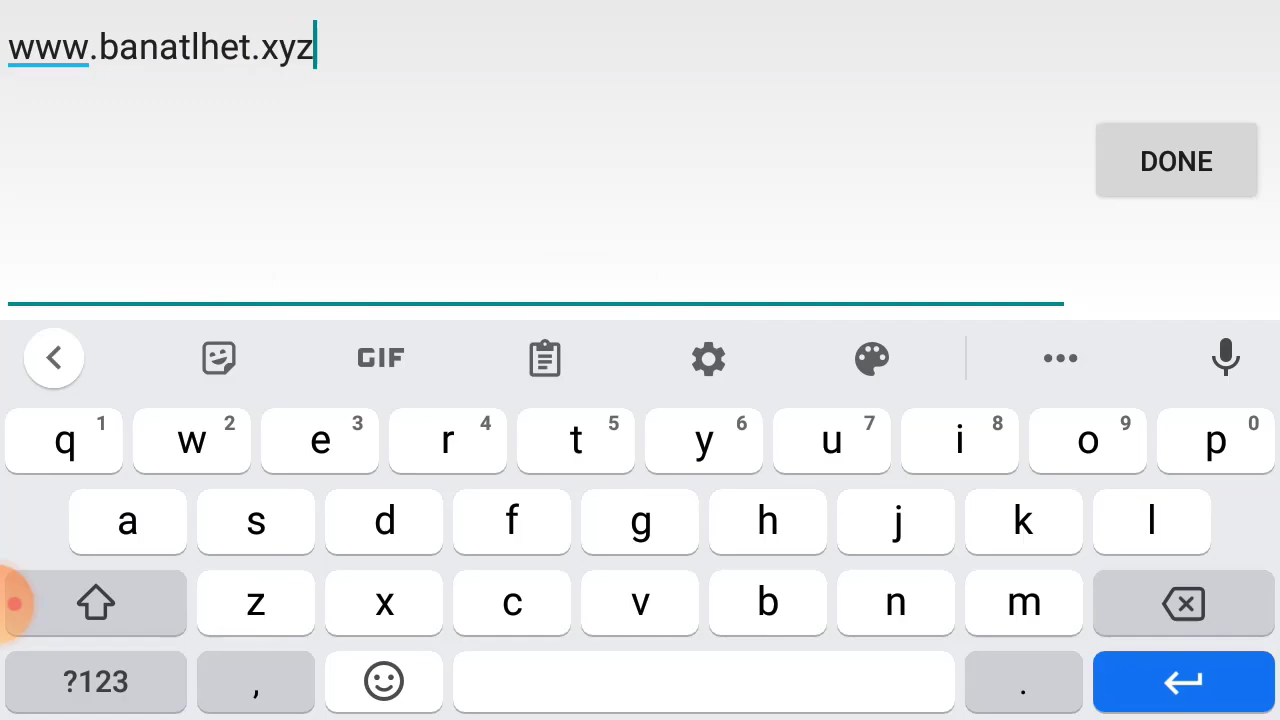 www.banatlhet.xyz
DONE
GIF
q 1 w 2 e 3 r 4 t 5 y 6 u 7 i 8 o 9 p 0
a s d f g h j k l
z x c v b n m
?123 , .